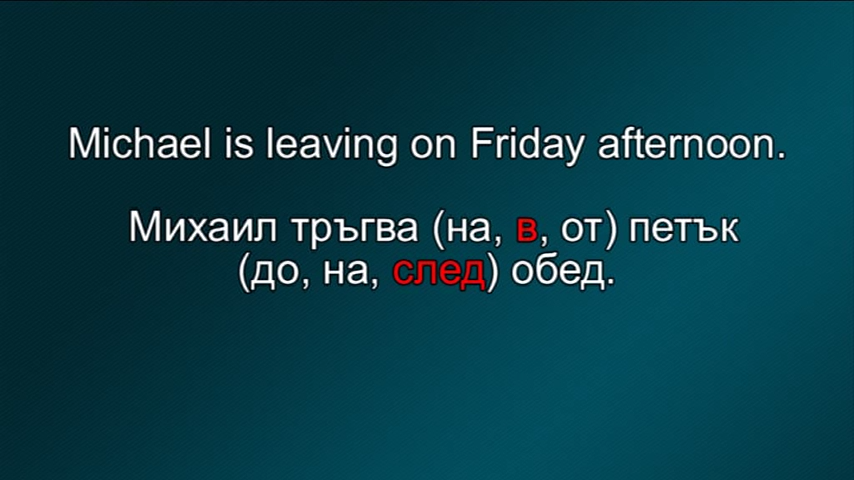 Michael is leaving on Friday afternoon.
Михаил тръгва (на, в, от) петък
(до, на, след) обед.